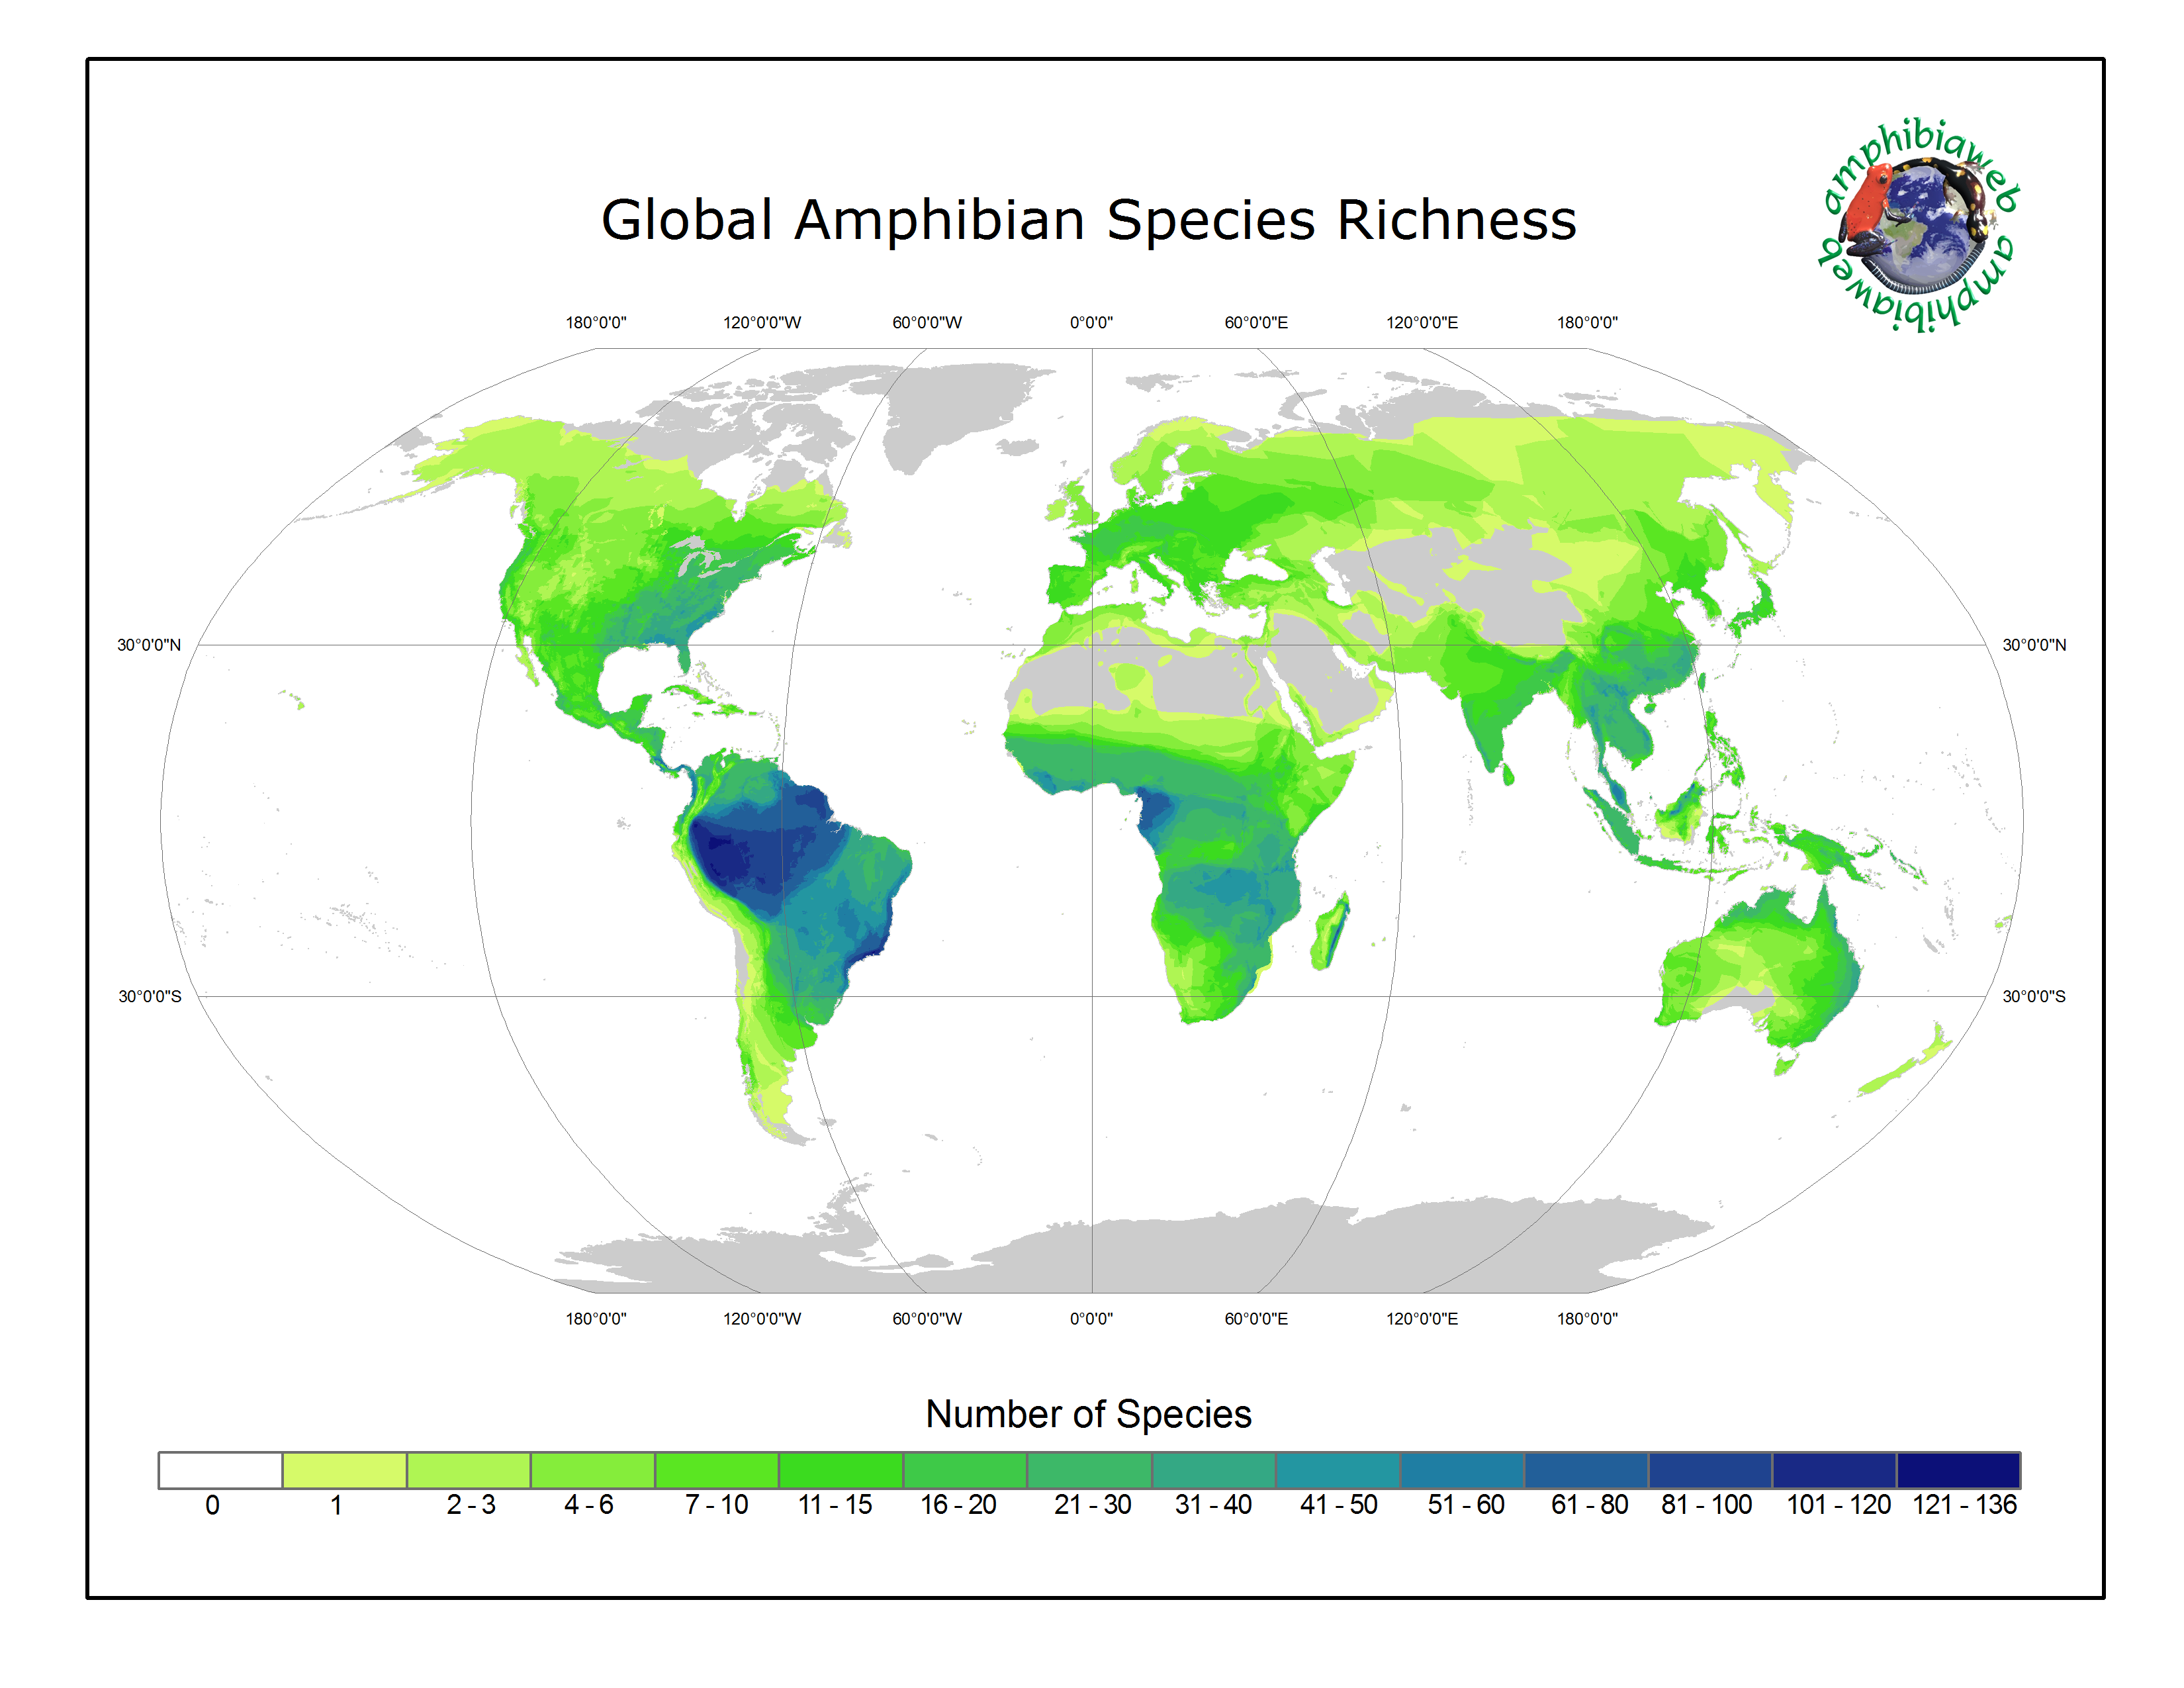 amphibiaweb amphibiaweb
Global Amphibian Species Richness
180°0'0" 120°0'0"W 60°0'0"W 0°0'0" 60°0'0"E 120°0'0"E 180°0'0"
30°0'0"N 30°0'0"N
30°0'0"S 30°0'0"S
180°0'0" 120°0'0"W 60°0'0"W 0°0'0" 60°0'0"E 120°0'0"E 180°0'0"
Number of Species
0 1 2 - 3 4 - 6 7 - 10 11 - 15 16 - 20 21 - 30 31 - 40 41 - 50 51 - 60 61 - 80 81 - 100 101 - 120 121 - 136